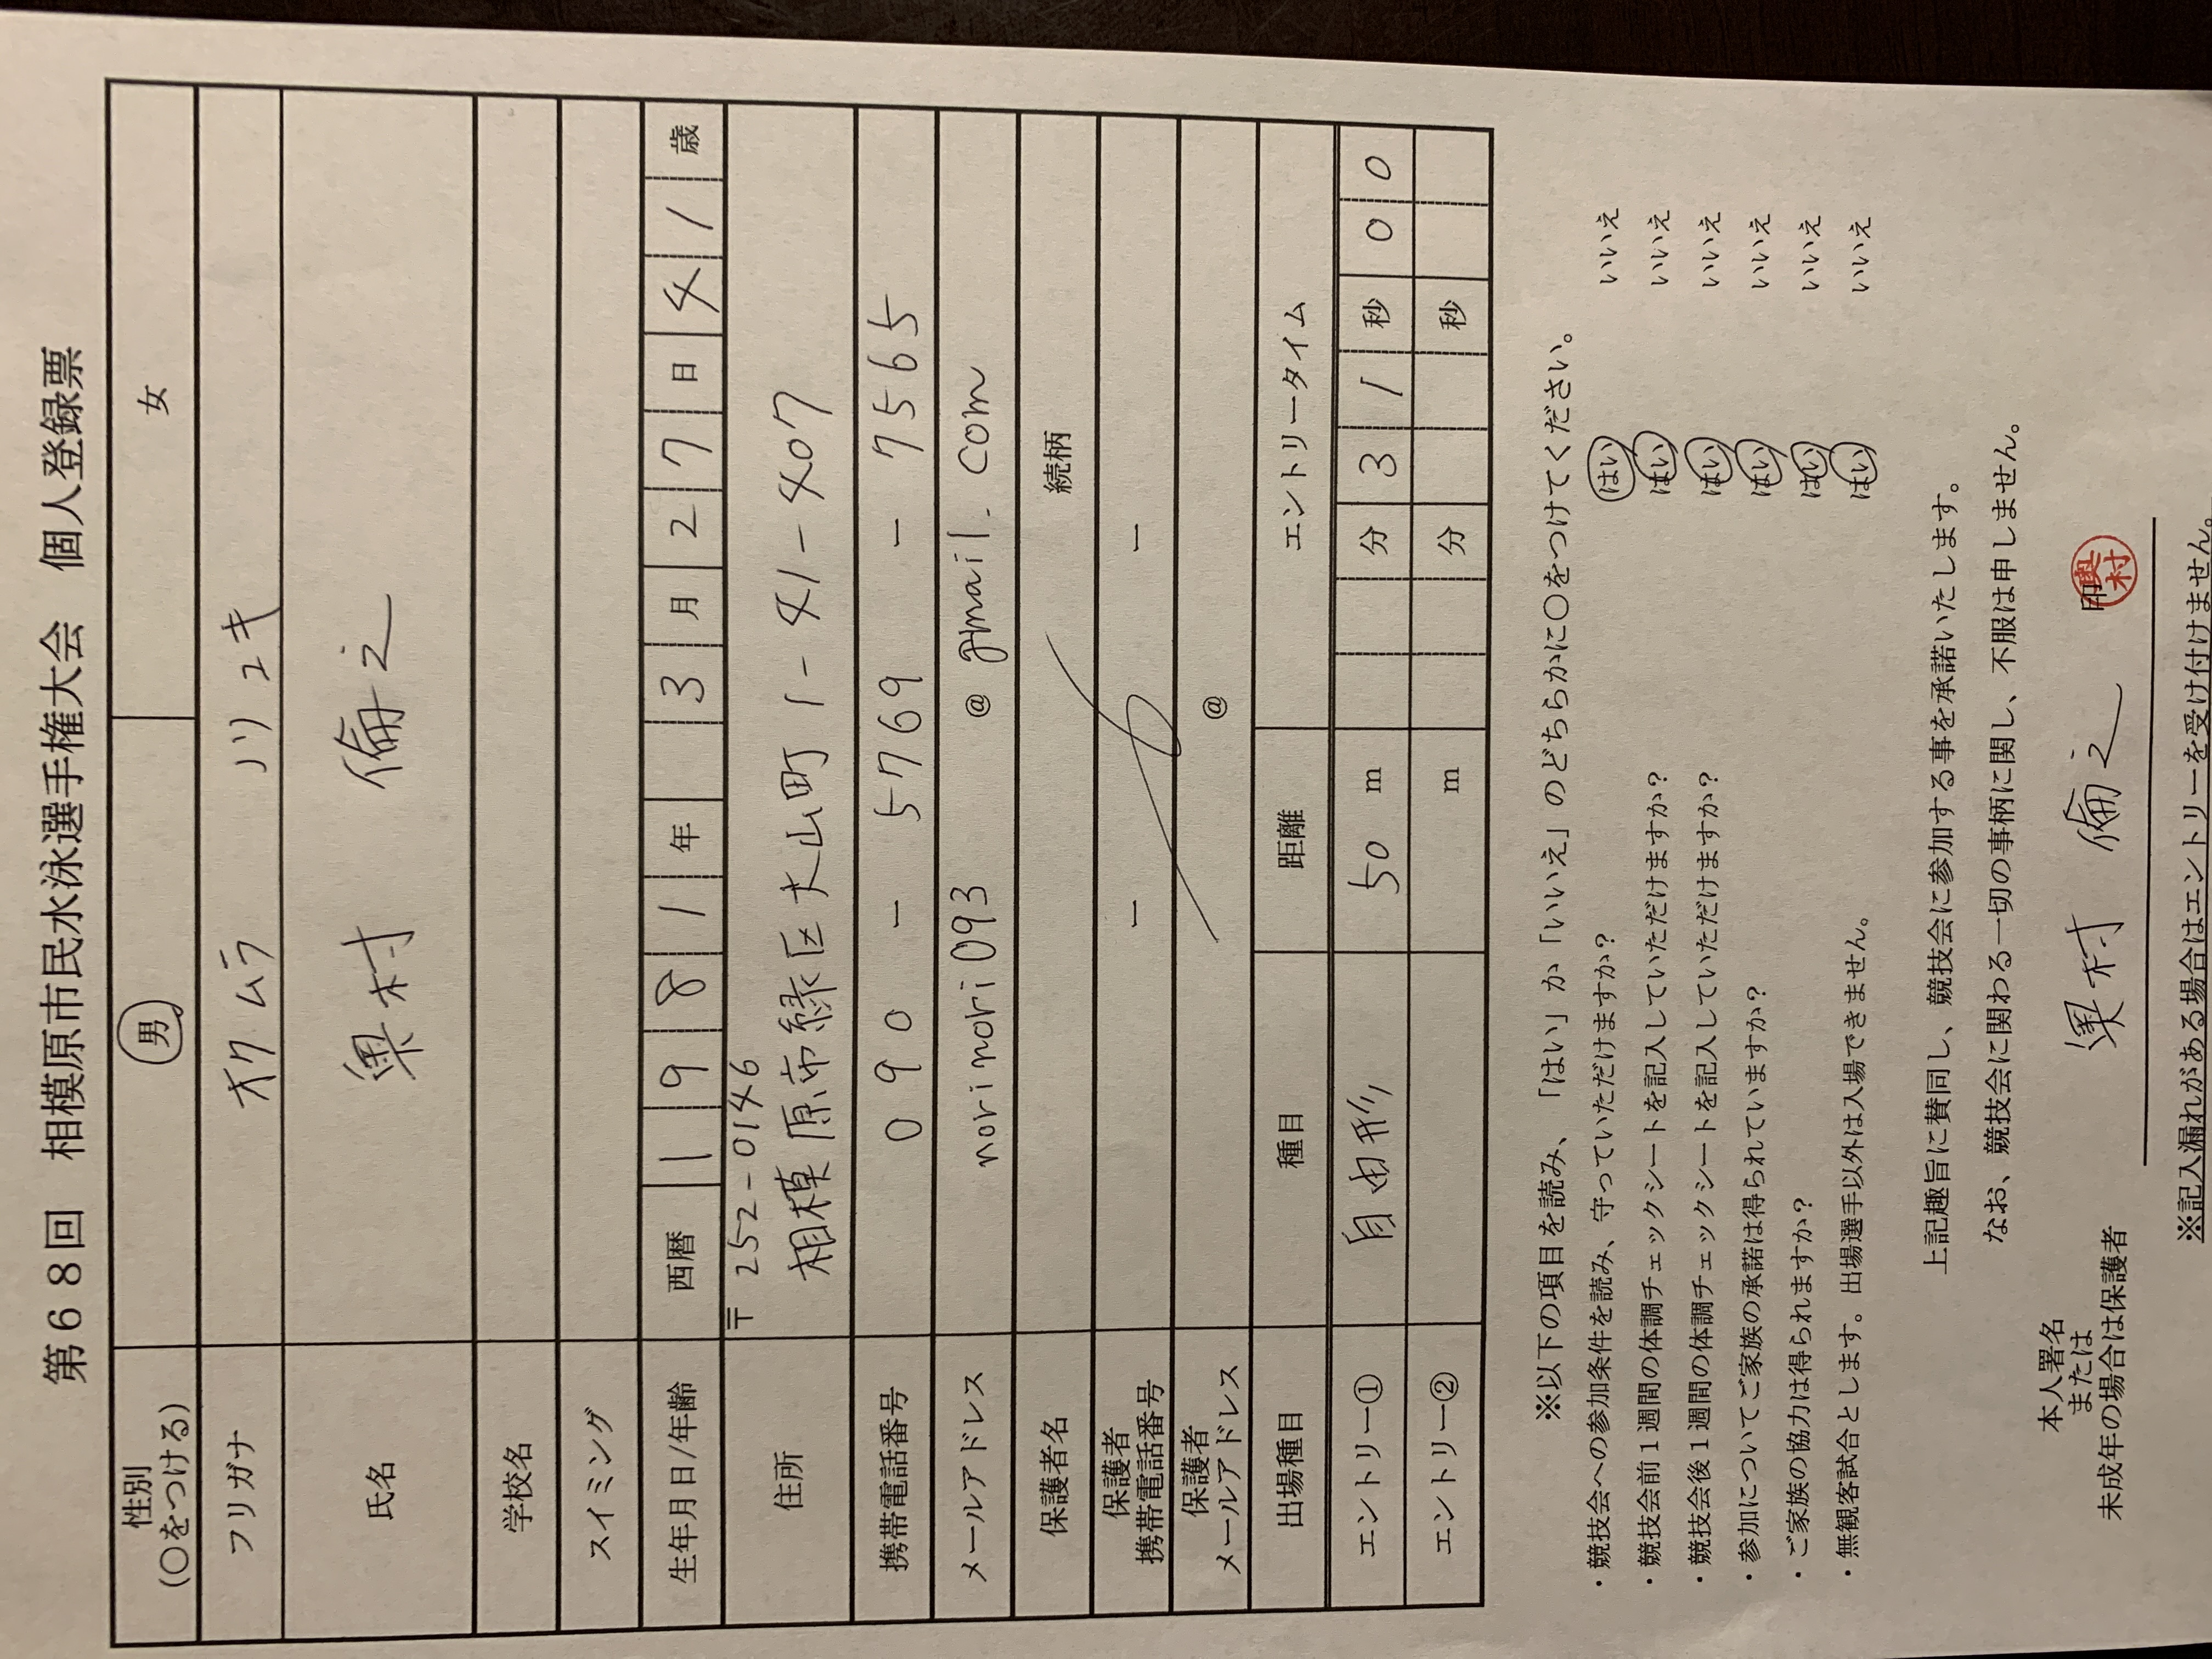 第６８回　相模原市民水泳選手権大会　個人登録票
性別
(○をつける) 男 女
フリガナ オクムラ ノリユキ
氏名 奥村 倫之
学校名
スイミング
生年月日/年齢 西暦 1 9 8 1 年 3 月 2 7 日 4 1 歳
〒 252-0146
住所 相模原市緑区大山町 1-41-407
携帯電話番号 090 － 5769 － 7565
メールアドレス norinori093 @ gmail.com
保護者名 続柄
保護者
携帯電話番号 － －
保護者
メールアドレス @
出場種目 種目 距離 エントリータイム
エントリー① 自由形 50 m 分 3 1 秒 0 0
エントリー② m 分 秒
※以下の項目を読み、「はい」か「いいえ」のどちらかに○をつけてください。
・競技会への参加条件を読み、守っていただけますか？ はい いいえ
・競技会前１週間の体調チェックシートを記入していただけますか？ はい いいえ
・競技会後１週間の体調チェックシートを記入していただけますか？ はい いいえ
・参加についてご家族の承諾は得られていますか？ はい いいえ
・ご家族の協力は得られますか？ はい いいえ
・無観客試合とします。出場選手以外は入場できません。 はい いいえ
上記趣旨に賛同し、競技会に参加する事を承諾いたします。
なお、競技会に関わる一切の事柄に関し、不服は申しません。
本人署名
または
未成年の場合は保護者 奥村 倫之 印 奥村
※記入漏れがある場合はエントリーを受け付けません。